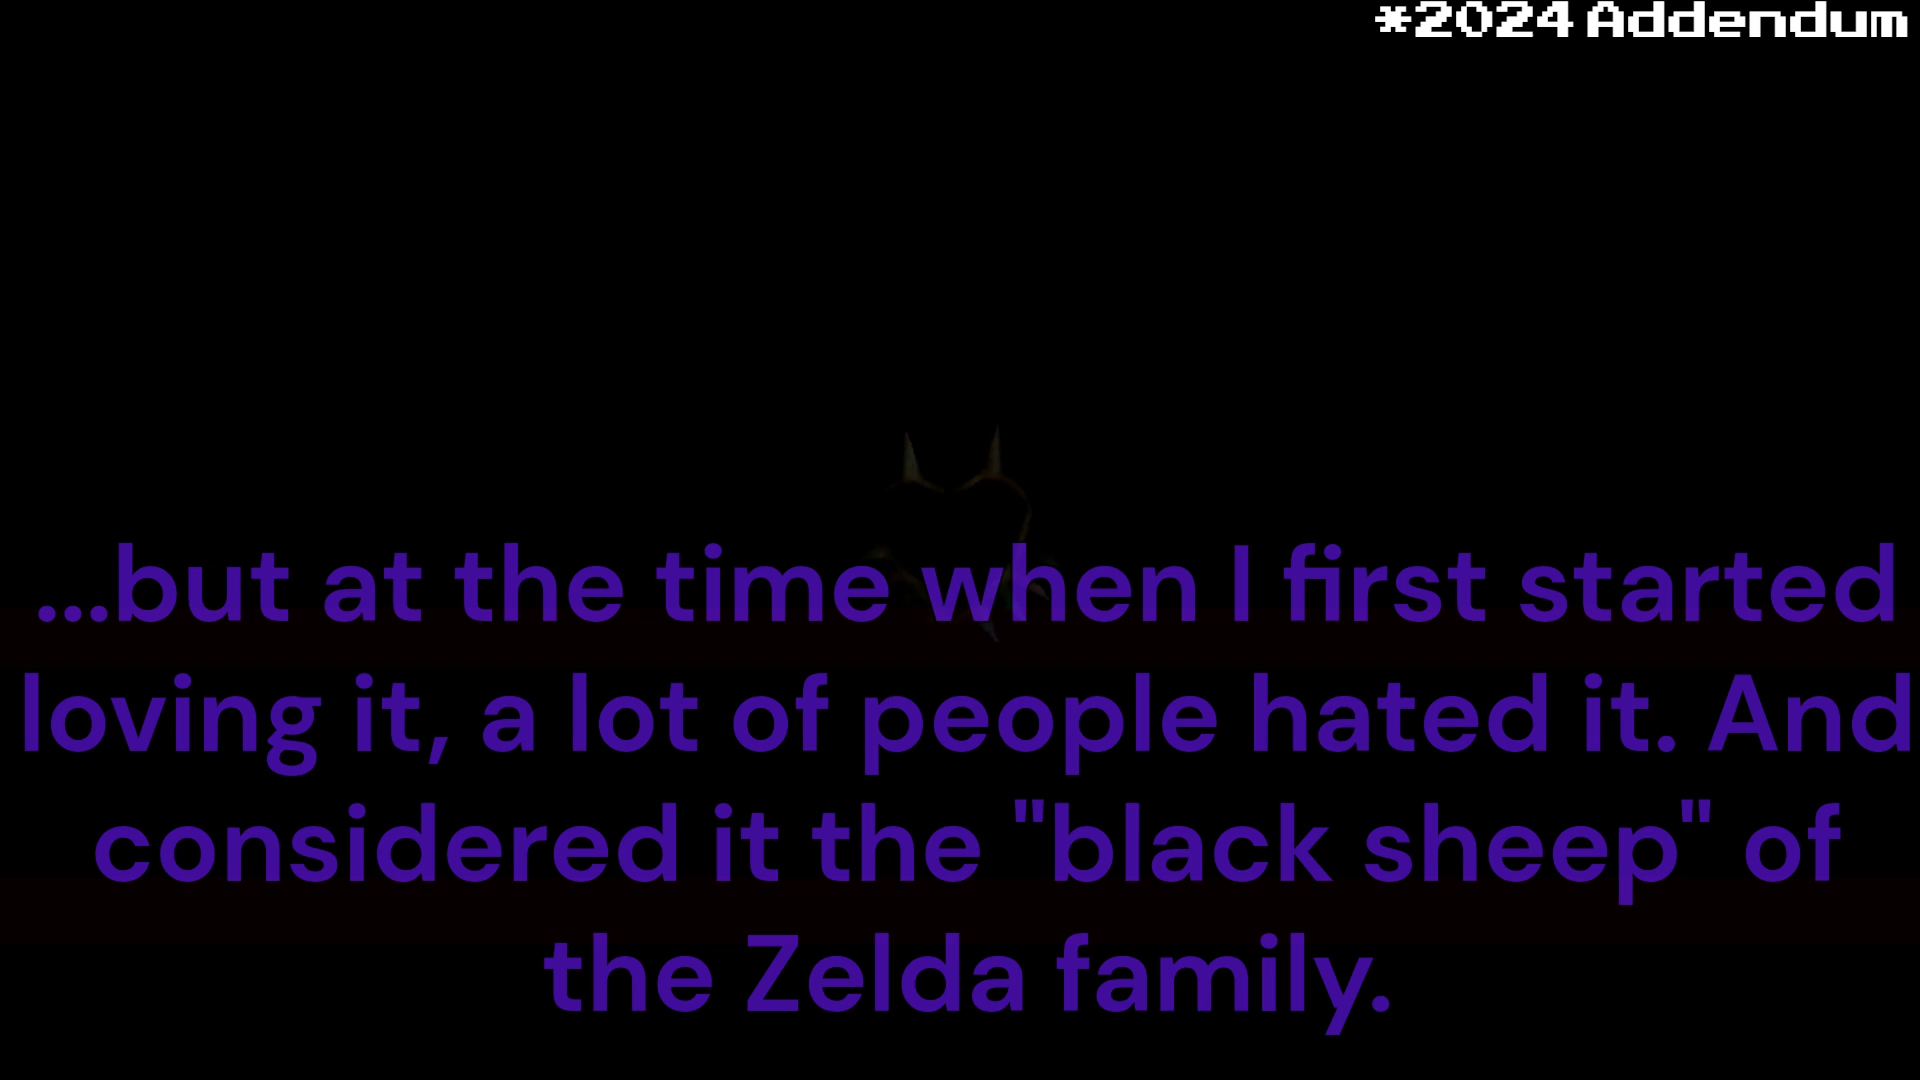 *2024 Addendum
...but at the time when I first started
loving it, a lot of people hated it. And
considered it the "black sheep" of
the Zelda family.